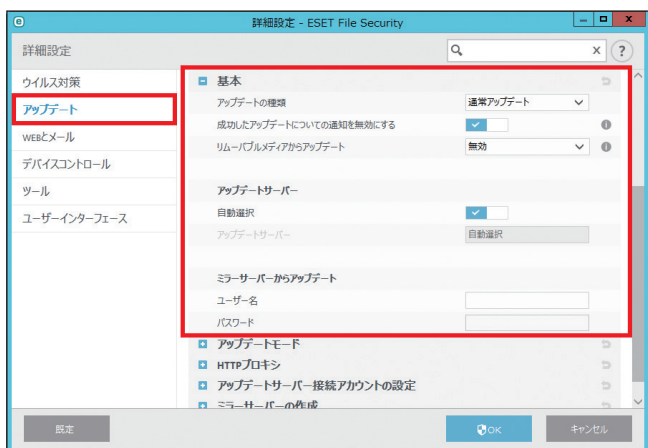 e 詳細設定 - ESET File Security
詳細設定 x ?
ウイルス対策
アップデート
WEBとメール
デバイスコントロール
ツール
ユーザーインターフェース
基本
アップデートの種類 通常アップデート
成功したアップデートについての通知を無効にする
リムーバブルメディアからアップデート 無効
アップデートサーバー
自動選択
アップデートサーバー 自動選択
ミラーサーバーからアップデート
ユーザー名
パスワード
アップデートモード
HTTPプロキシ
アップデートサーバー接続アカウントの設定
ミラーサーバーの作成
既定 OK キャンセル